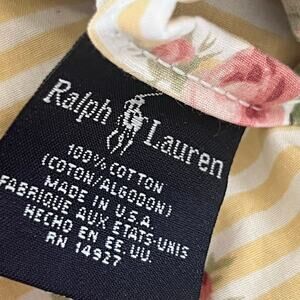 Ralph Lauren
100% COTTON
(COTON/ALGODON)
MADE IN U.S.A.
FABRIQUE AUX ETATS-UNIS
HECHO EN EE. UU.
RN 14927